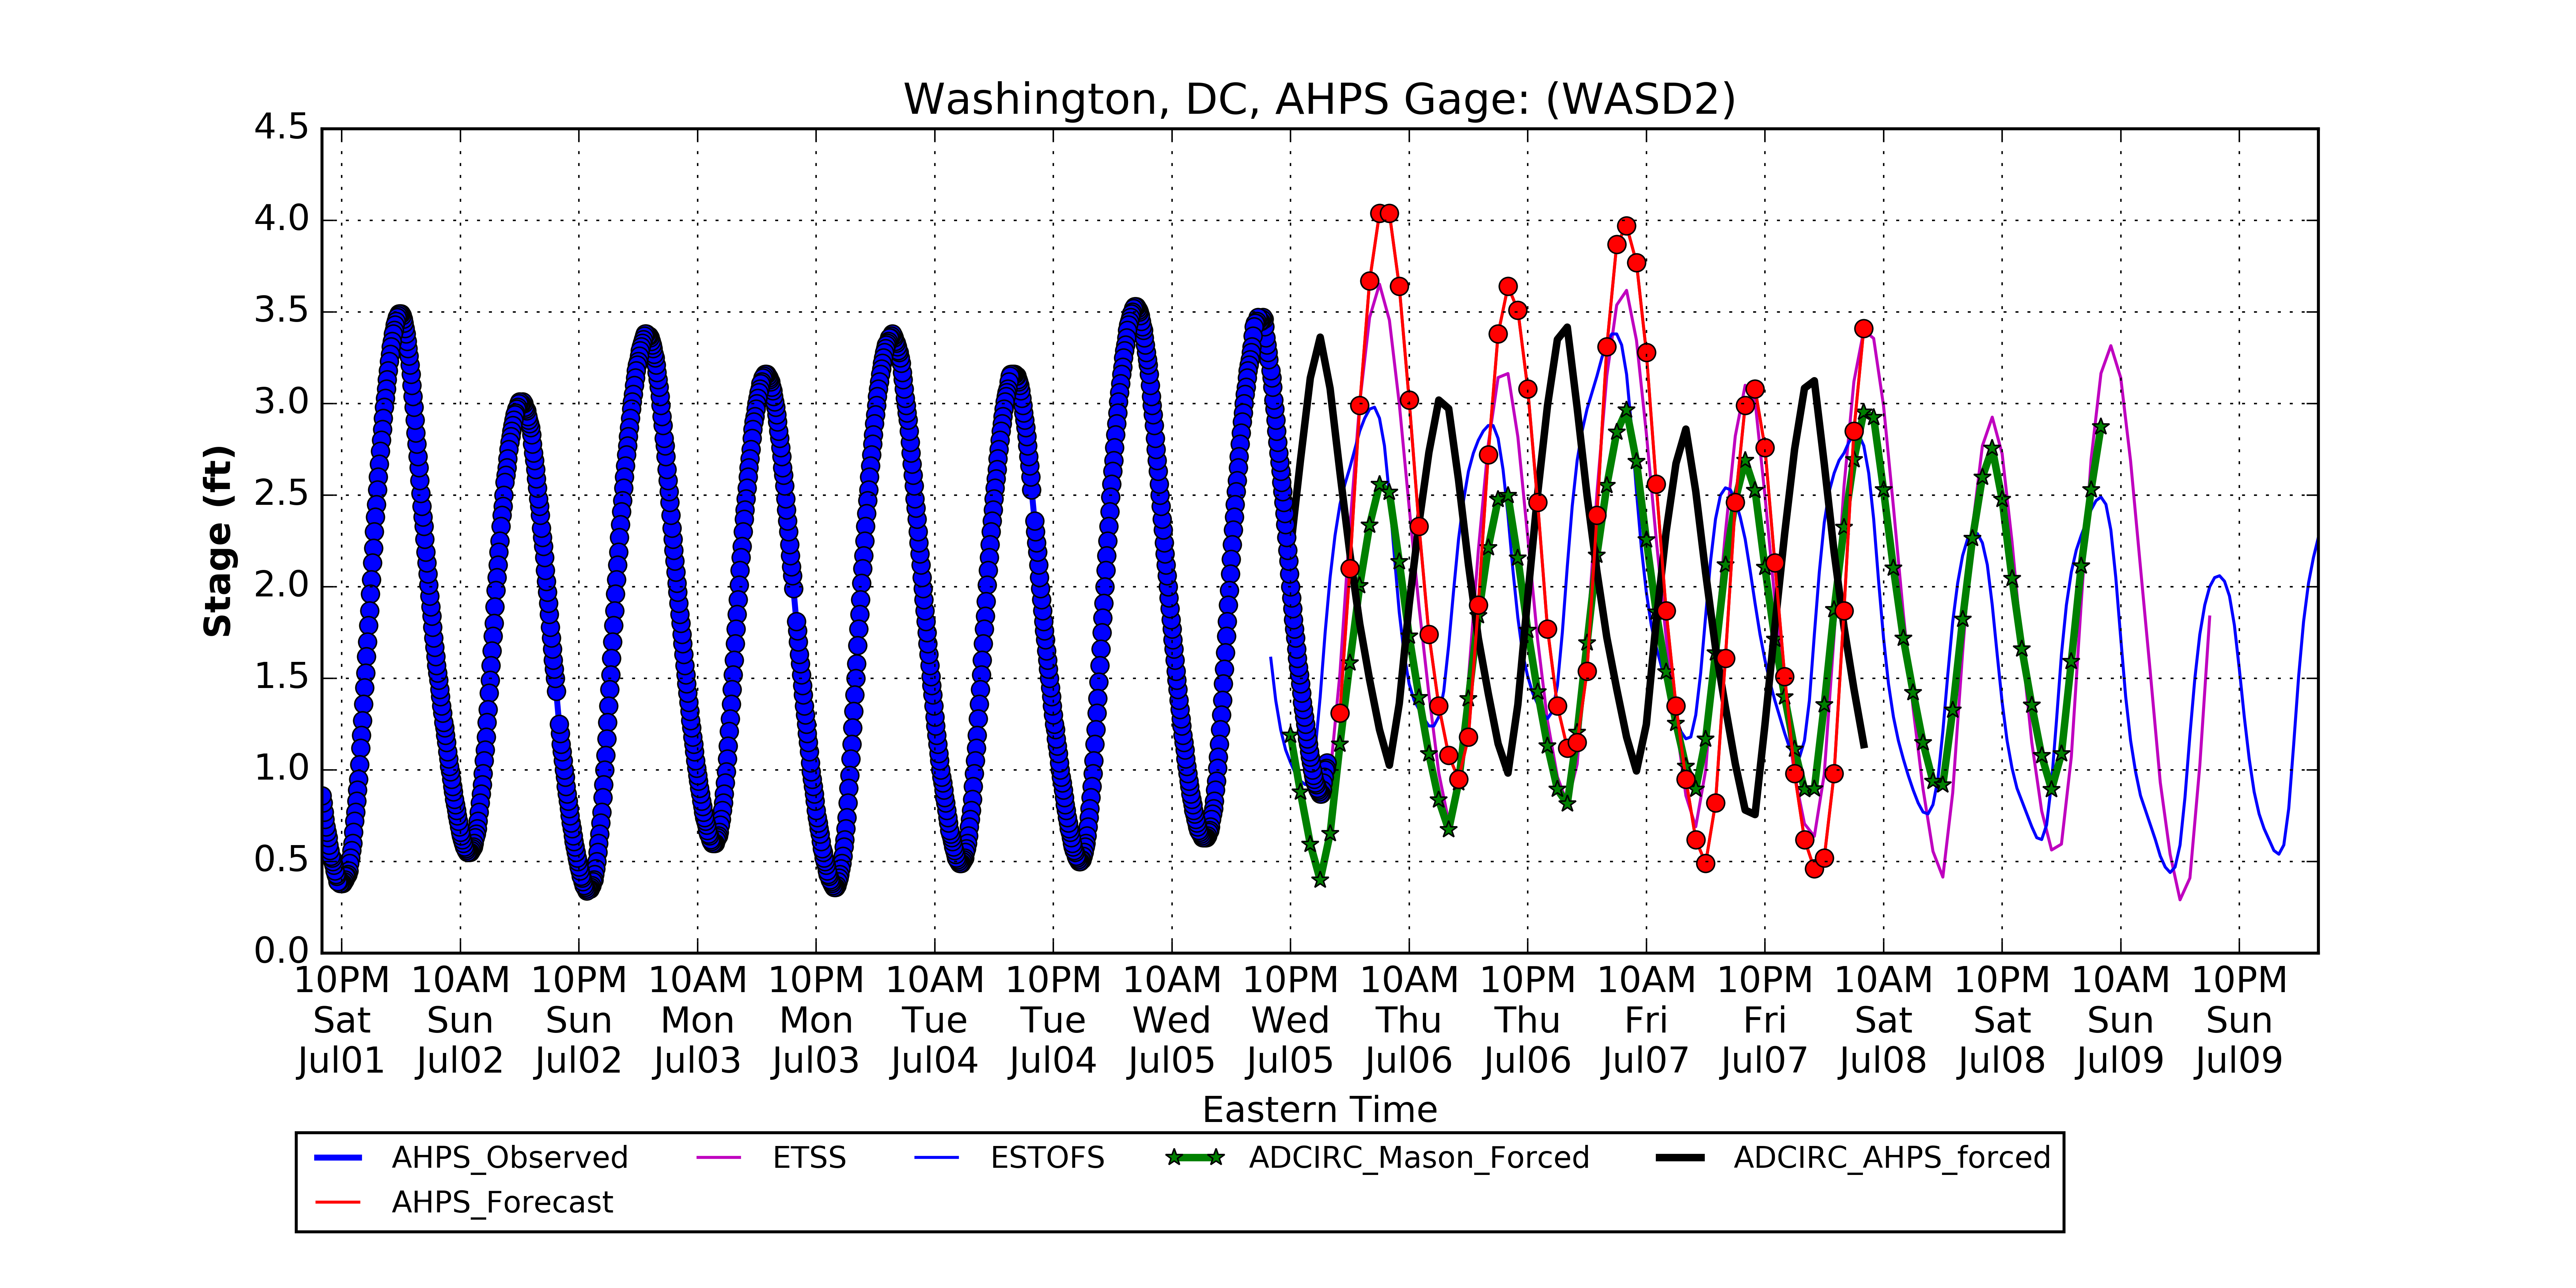 Washington, DC, AHPS Gage: (WASD2)
4.5
4.0
3.5
3.0
2.5
2.0
1.5
1.0
0.5
0.0
Stage (ft)
10PM 10AM 10PM 10AM 10PM 10AM 10PM 10AM 10PM 10AM 10PM 10AM 10PM 10AM 10PM 10AM 10PM
Sat Sun Sun Mon Mon Tue Tue Wed Wed Thu Thu Fri Fri Sat Sat Sun Sun
Jul01 Jul02 Jul02 Jul03 Jul03 Jul04 Jul04 Jul05 Jul05 Jul06 Jul06 Jul07 Jul07 Jul08 Jul08 Jul09 Jul09
Eastern Time
AHPS_Observed ETSS ESTOFS ADCIRC_Mason_Forced ADCIRC_AHPS_forced
AHPS_Forecast